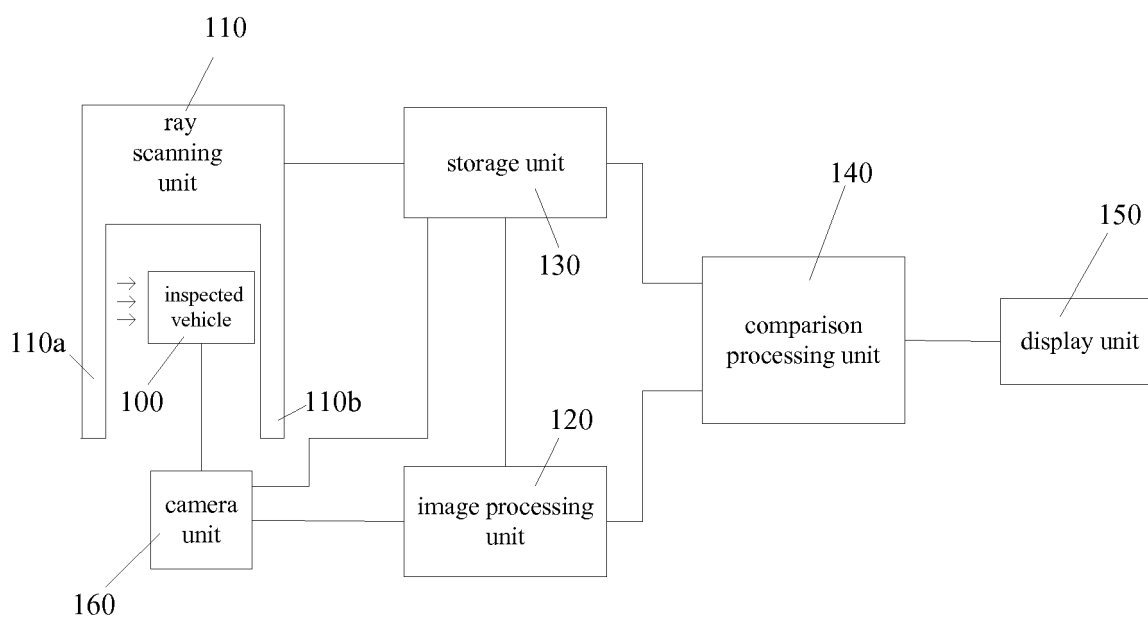 110
ray
scanning
unit
storage unit
130
140
150
inspected
vehicle
110a
100
110b
comparison
processing unit
display unit
120
camera
unit
image processing
unit
160